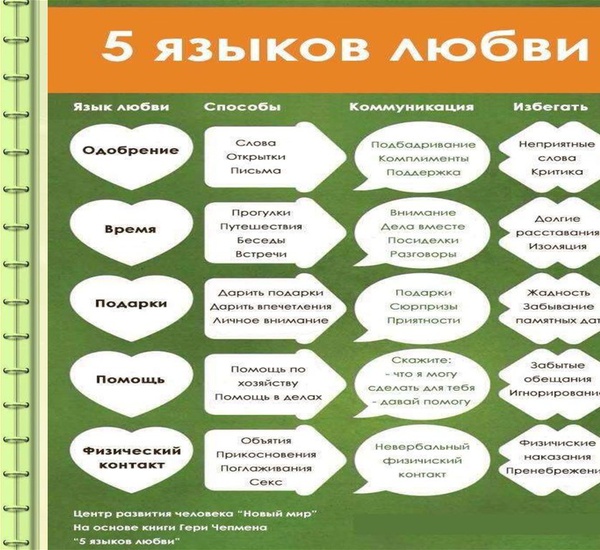 5 языков любви
Язык любви Способы Коммуникация Избегать
Одобрение
Слова
Открытки
Письма
Подбадривание
Комплименты
Поддержка
Неприятные
слова
Критика
Время
Прогулки
Путешествия
Беседы
Встречи
Внимание
Дела вместе
Посиделки
Разговоры
Долгие
расставания
Изоляция
Подарки
Дарить подарки
Дарить впечатления
Личное внимание
Подарки
Сюрпризы
Приятности
Жадность
Забывание
памятных дат
Помощь
Помощь по
хозяйству
Помощь в делах
Скажите:
- что я могу
сделать для тебя
- давай помогу
Забытые
обещания
Игнорировани
Физический
контакт
Объятия
Прикосновения
Поглаживания
Секс
Невербальный
физичиский
контакт
Физичиские
наказания
Пренебрежени
Центр развития человека "Новый мир"
На основе книги Гери Чепмена
"5 языков любви"